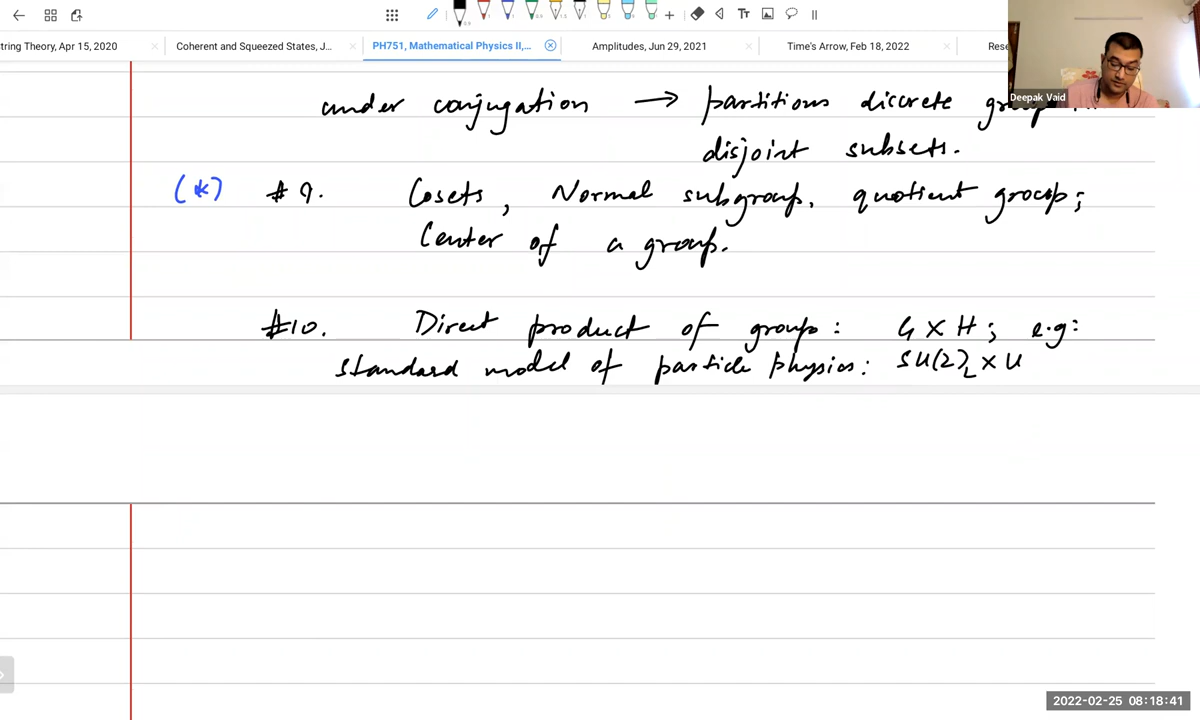 tring Theory, Apr 15, 2020
Coherent and Squeezed States, J...
PH751, Mathematical Physics II,...
Amplitudes, Jun 29, 2021
Time's Arrow, Feb 18, 2022
Rese
Deepak Vaid
under conjugation → partitions discrete
disjoint subsets.
(*) #9. Cosets, Normal subgroup, quotient group;
Center of a group.
#10. Direct product of groups: G × H; e.g:
standard model of particle physics: SU(2)_L × U
2022-02-25 08:18:41